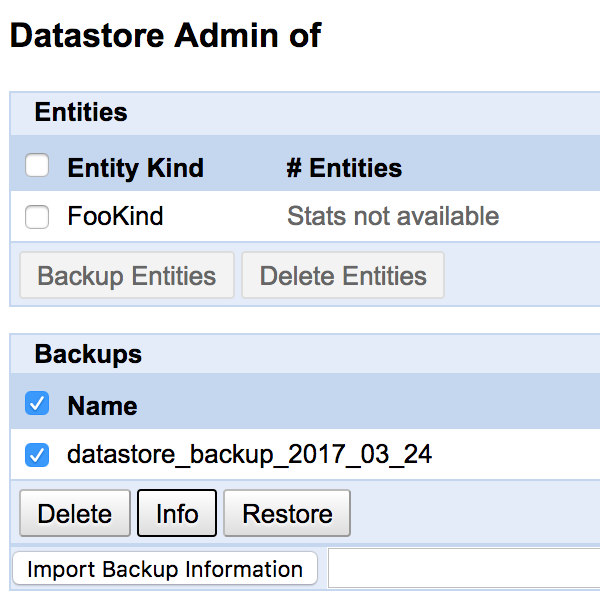 Datastore Admin of
Entities
Entity Kind # Entities
FooKind Stats not available
Backup Entities Delete Entities
Backups
Name
datastore_backup_2017_03_24
Delete Info Restore
Import Backup Information